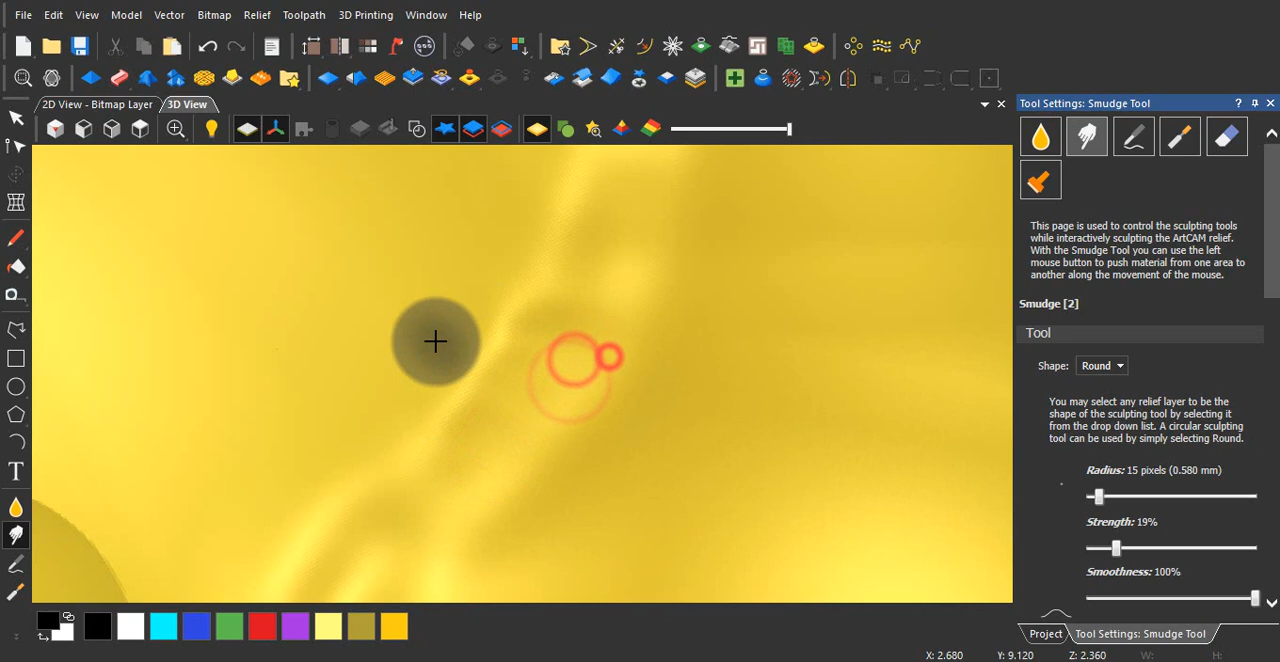 File Edit View Model Vector Bitmap Relief Toolpath 3D Printing Window Help
2D View - Bitmap Layer 3D View
Tool Settings: Smudge Tool
This page is used to control the sculpting tools
while interactively sculpting the ArtCAM relief.
With the Smudge Tool you can use the left
mouse button to push material from one area to
another along the movement of the mouse.
Smudge [2]
Tool
Shape: Round
You may select any relief layer to be the
shape of the sculpting tool by selecting it
from the drop down list. A circular sculpting
tool can be used by simply selecting Round.
Radius: 15 pixels (0.580 mm)
Strength: 19%
Smoothness: 100%
T
Project Tool Settings: Smudge Tool
X: 2.680 Y: 9.120 Z: 2.360 W: H: